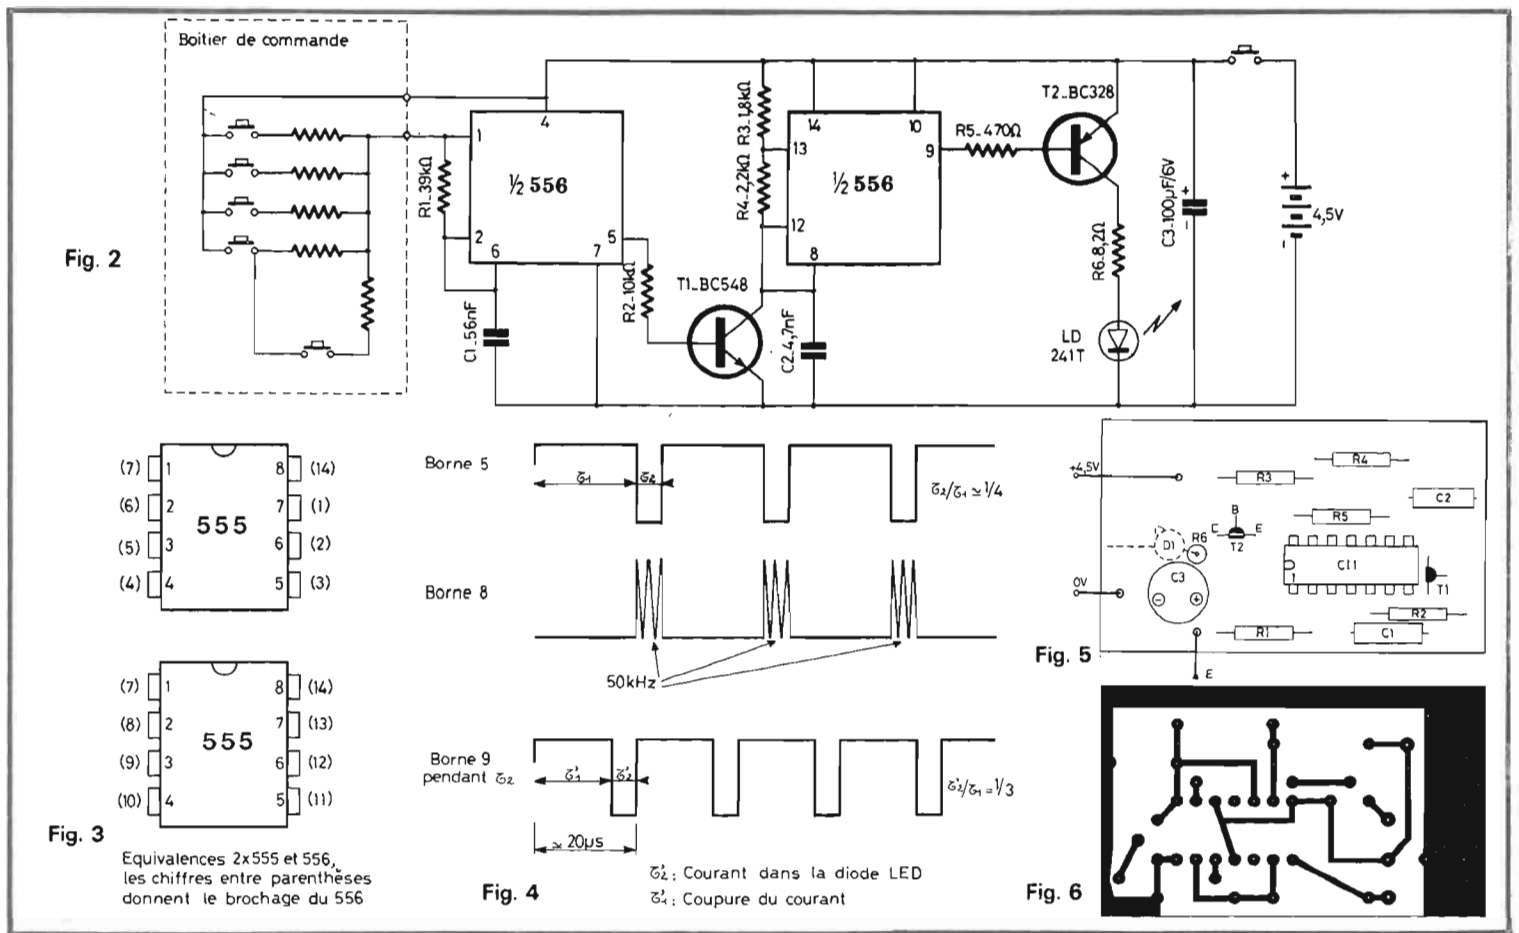 Boitier de commande
Fig. 2
1
4
½ 556
2
6
7
5
R1_39kΩ
C1_56nF
R2_10kΩ
T1_BC548
R3_1,8kΩ
R4_2,2kΩ
14
10
13
9
½ 556
12
8
C2_4,7nF
R5_470Ω
T2_BC328
R6_8,2Ω
LD
241T
C3_100µF/6V
+
-
+
4,5V
-
(7) 1 8 (14)
(6) 2 7 (1)
555
(5) 3 6 (2)
(4) 4 5 (3)
(7) 1 8 (14)
(8) 2 7 (13)
555
(9) 3 6 (12)
(10) 4 5 (11)
Fig. 3
Equivalences 2x555 et 556,
les chiffres entre parenthèses
donnent le brochage du 556
Borne 5
τ1 τ2
τ2/τ1 ≃ 1/4
Borne 8
50kHz
Borne 9
pendant τ2
τ'1 τ'2
τ'2/τ1 = 1/3
≃ 20µs
Fig. 4
τ'2 : Courant dans la diode LED
τ'1 : Coupure du courant
+4,5V
R3
R4
C2
B
C E
T2
R5
D1
R6
CI1
1
T1
C3
- +
0V
R2
R1
C1
E
Fig. 5
Fig. 6